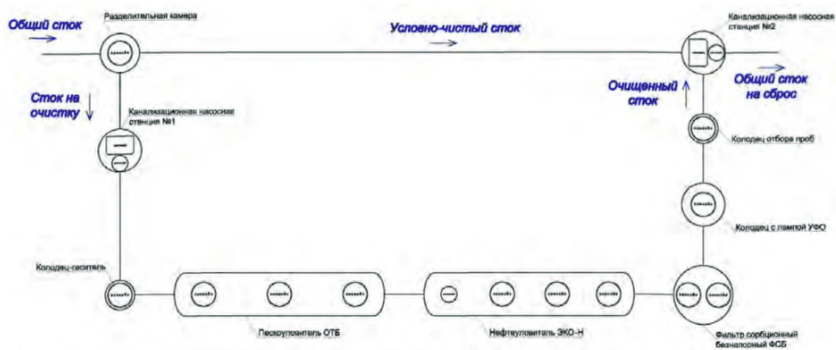 Общий сток
Разделительная камера
Условно-чистый сток
Канализационная насосная
станция №2
Общий сток
на сброс
Очищенный
сток
Сток на
очистку
Канализационная насосная
станция №1
Колодец отбора проб
Колодец с лампой УФО
Колодец-гаситель
Пескоуловитель ОТБ
Нефтеуловитель ЭКО-Н
Фильтр сорбционный
безнапорный ФСБ